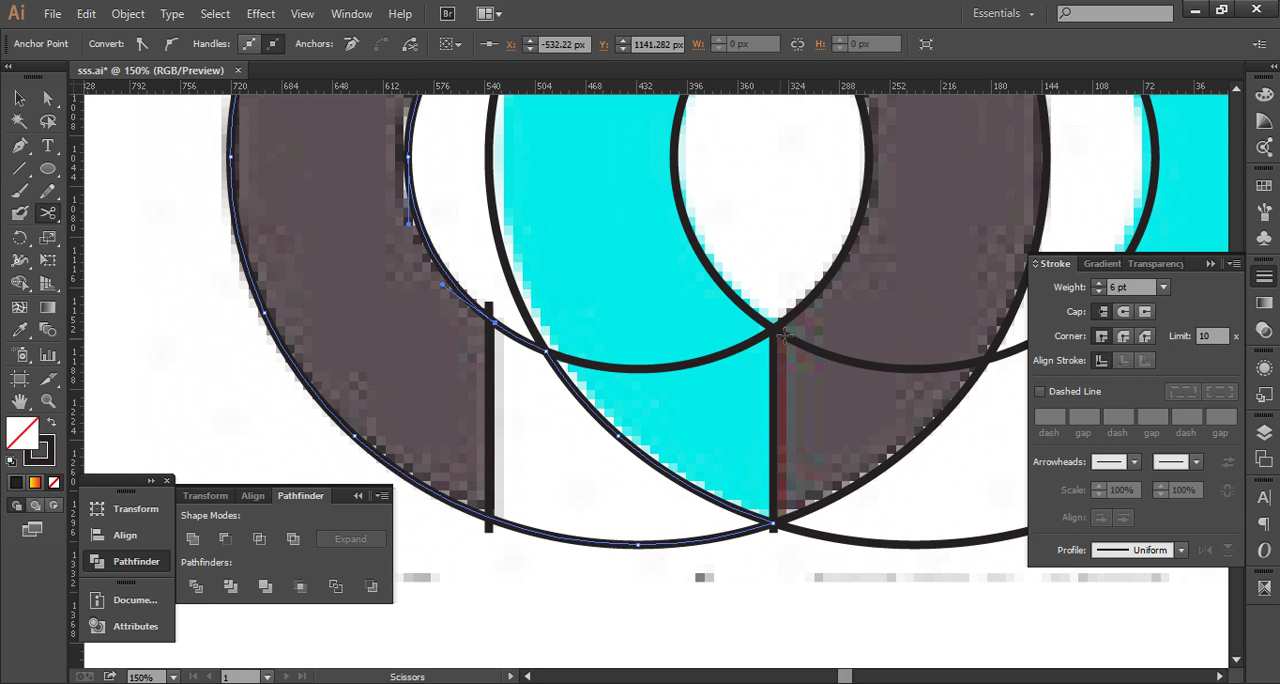 Ai File Edit Object Type Select Effect View Window Help Br Essentials
Anchor Point Convert: Handles: Anchors: X: -532.22 px Y: 1141.282 px W: 0 px H: 0 px
sss.ai* @ 150% (RGB/Preview) ×
28 792 756 720 684 648 612 576 540 504 468 432 396 360 324 288 252 216 180 144 108 72 36
Stroke Gradient Transparency
Weight: 6 pt
Cap:
Corner: Limit: 10 x
Align Stroke:
Dashed Line
dash gap dash gap dash gap
Arrowheads:
Scale: 100% 100%
Align:
Profile: Uniform
Transform
Align
Pathfinder
Docume...
Attributes
Transform Align Pathfinder
Shape Modes:
Expand
Pathfinders:
150% 1 Scissors